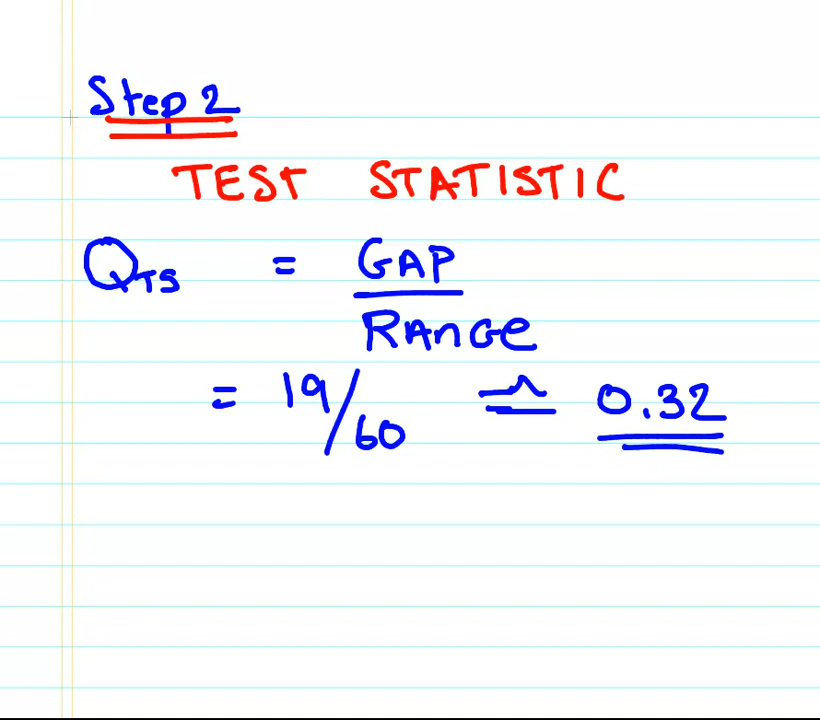 Step 2
TEST STATISTIC
QTS = GAP
RANGE
= 19/60 ≃ 0.32